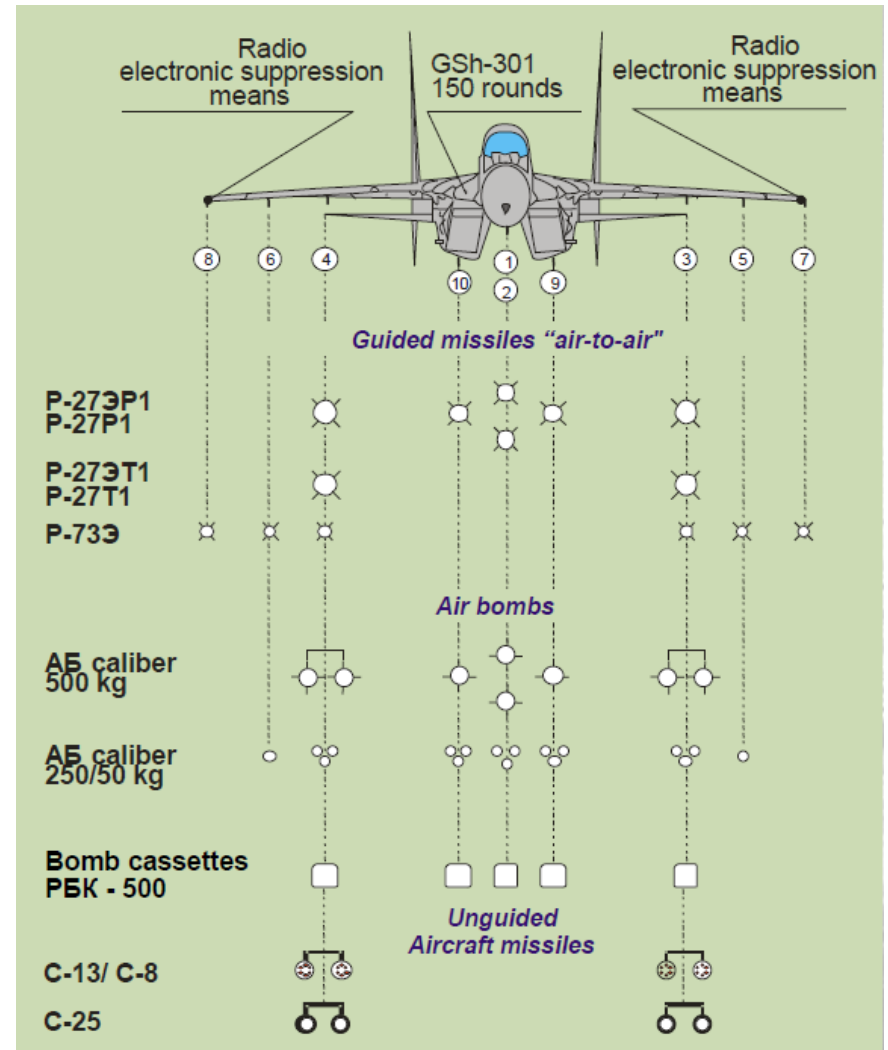 Radio
electronic suppression
means
GSh-301
150 rounds
Radio
electronic suppression
means
8
6
4
10
1
2
9
3
5
7
Guided missiles “air-to-air"
Р-27ЭР1
Р-27Р1
Р-27ЭТ1
Р-27Т1
Р-73Э
Air bombs
АБ caliber
500 kg
АБ caliber
250/50 kg
Bomb cassettes
РБК - 500
Unguided
Aircraft missiles
С-13/ С-8
С-25